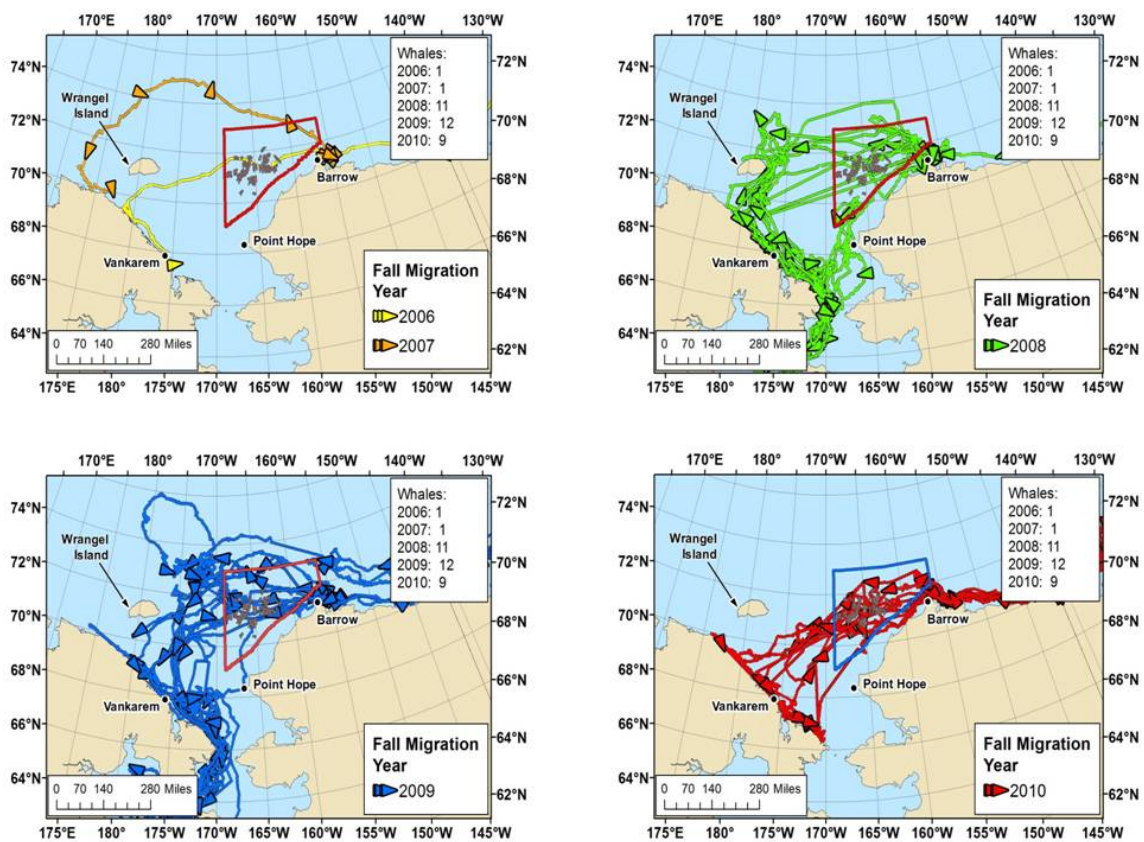 170°E 180° 170°W 160°W 150°W 140°W 130°W
74°N
72°N
70°N
68°N
66°N
64°N
72°N
70°N
68°N
66°N
64°N
62°N
Whales:
2006: 1
2007: 1
2008: 11
2009: 12
2010: 9
Wrangel
Island
Barrow
Point Hope
Vankarem
Fall Migration
Year
2006
2007
0 70 140 280 Miles
175°E 180° 175°W 170°W 165°W 160°W 155°W 150°W 145°W
170°E 180° 170°W 160°W 150°W 140°W 130°W
74°N
72°N
70°N
68°N
66°N
64°N
72°N
70°N
68°N
66°N
64°N
62°N
Whales:
2006: 1
2007: 1
2008: 11
2009: 12
2010: 9
Wrangel
Island
Barrow
Point Hope
Vankarem
Fall Migration
Year
2008
0 70 140 280 Miles
175°E 180° 175°W 170°W 165°W 160°W 155°W 150°W 145°W
170°E 180° 170°W 160°W 150°W 140°W 130°W
74°N
72°N
70°N
68°N
66°N
64°N
72°N
70°N
68°N
66°N
64°N
62°N
Whales:
2006: 1
2007: 1
2008: 11
2009: 12
2010: 9
Wrangel
Island
Barrow
Point Hope
Vankarem
Fall Migration
Year
2009
0 70 140 280 Miles
175°E 180° 175°W 170°W 165°W 160°W 155°W 150°W 145°W
170°E 180° 170°W 160°W 150°W 140°W 130°W
74°N
72°N
70°N
68°N
66°N
64°N
72°N
70°N
68°N
66°N
64°N
62°N
Whales:
2006: 1
2007: 1
2008: 11
2009: 12
2010: 9
Wrangel
Island
Barrow
Point Hope
Vankarem
Fall Migration
Year
2010
0 70 140 280 Miles
175°E 180° 175°W 170°W 165°W 160°W 155°W 150°W 145°W